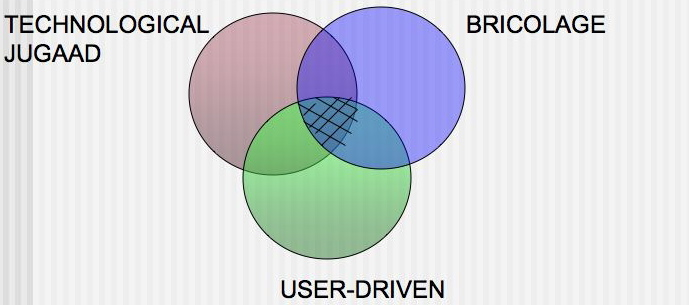 TECHNOLOGICAL
JUGAAD
BRICOLAGE
USER-DRIVEN